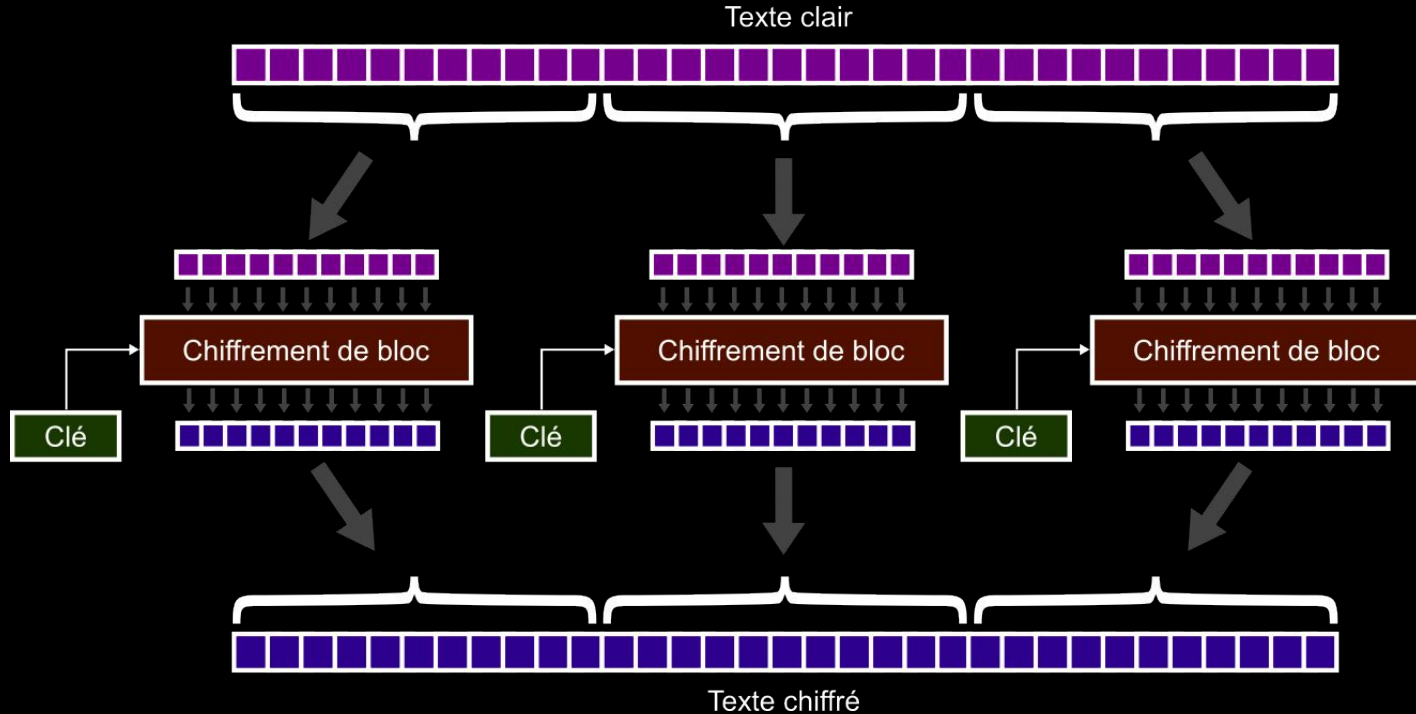 Texte clair
Chiffrement de bloc
Chiffrement de bloc
Chiffrement de bloc
Clé
Clé
Clé
Texte chiffré